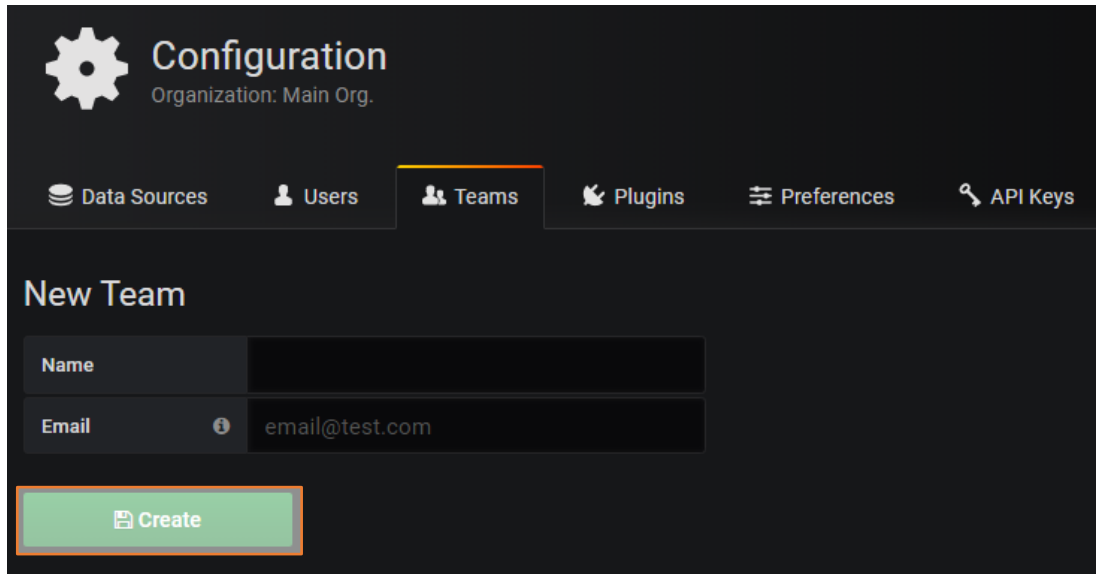 Configuration
Organization: Main Org.
Data Sources Users Teams Plugins Preferences API Keys
New Team
Name
Email email@test.com
Create